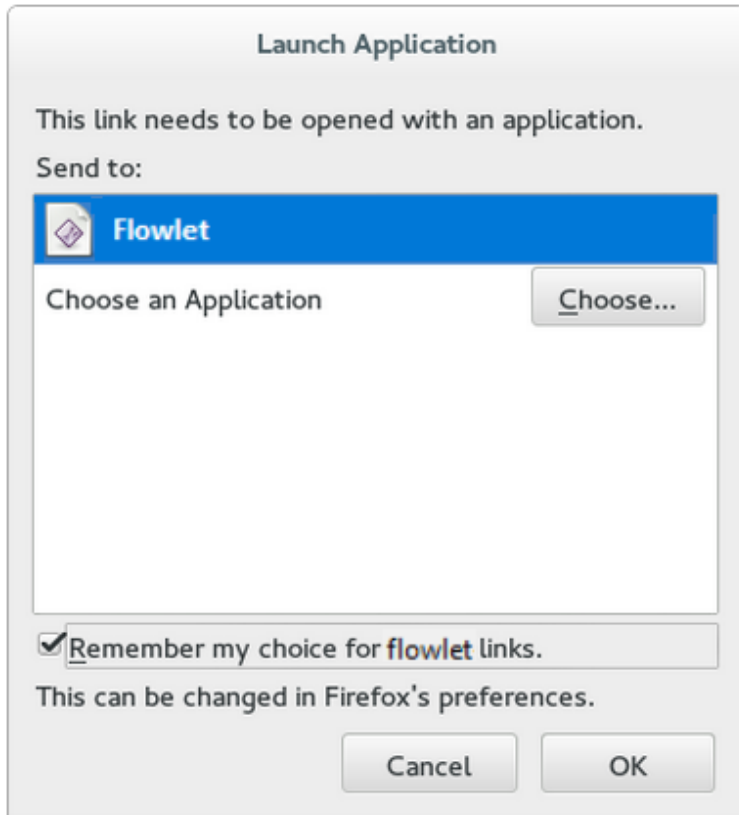 Launch Application
This link needs to be opened with an application.
Send to:
Flowlet
Choose an Application Choose...
Remember my choice for flowlet links.
This can be changed in Firefox's preferences.
Cancel OK